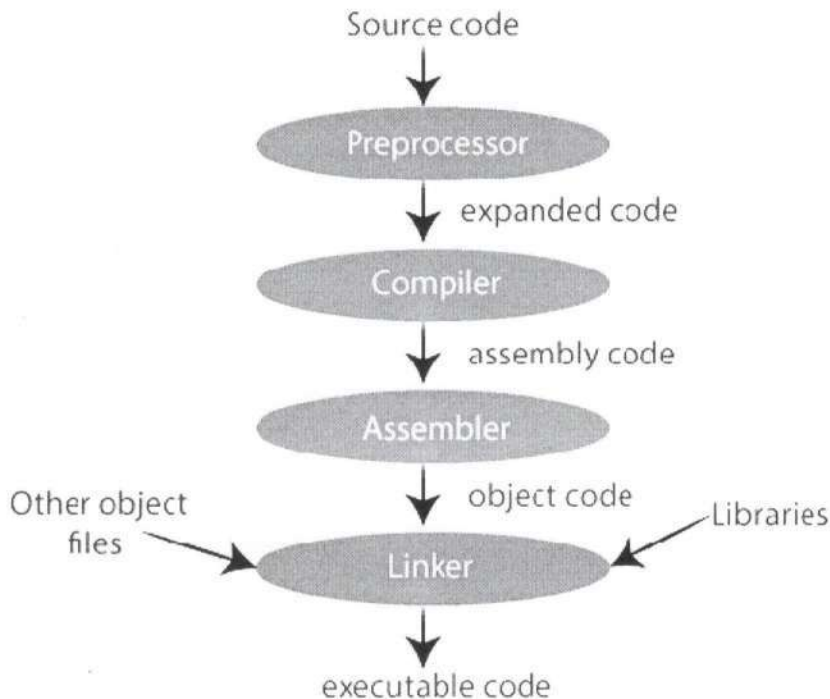 Source code
Preprocessor
expanded code
Compiler
assembly code
Assembler
object code
Other object
files
Libraries
Linker
executable code